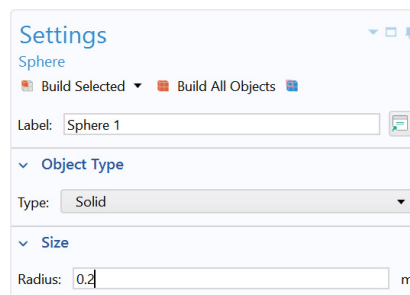 Settings
Sphere
Build Selected Build All Objects
Label: Sphere 1
Object Type
Type: Solid
Size
Radius: 0.2 m